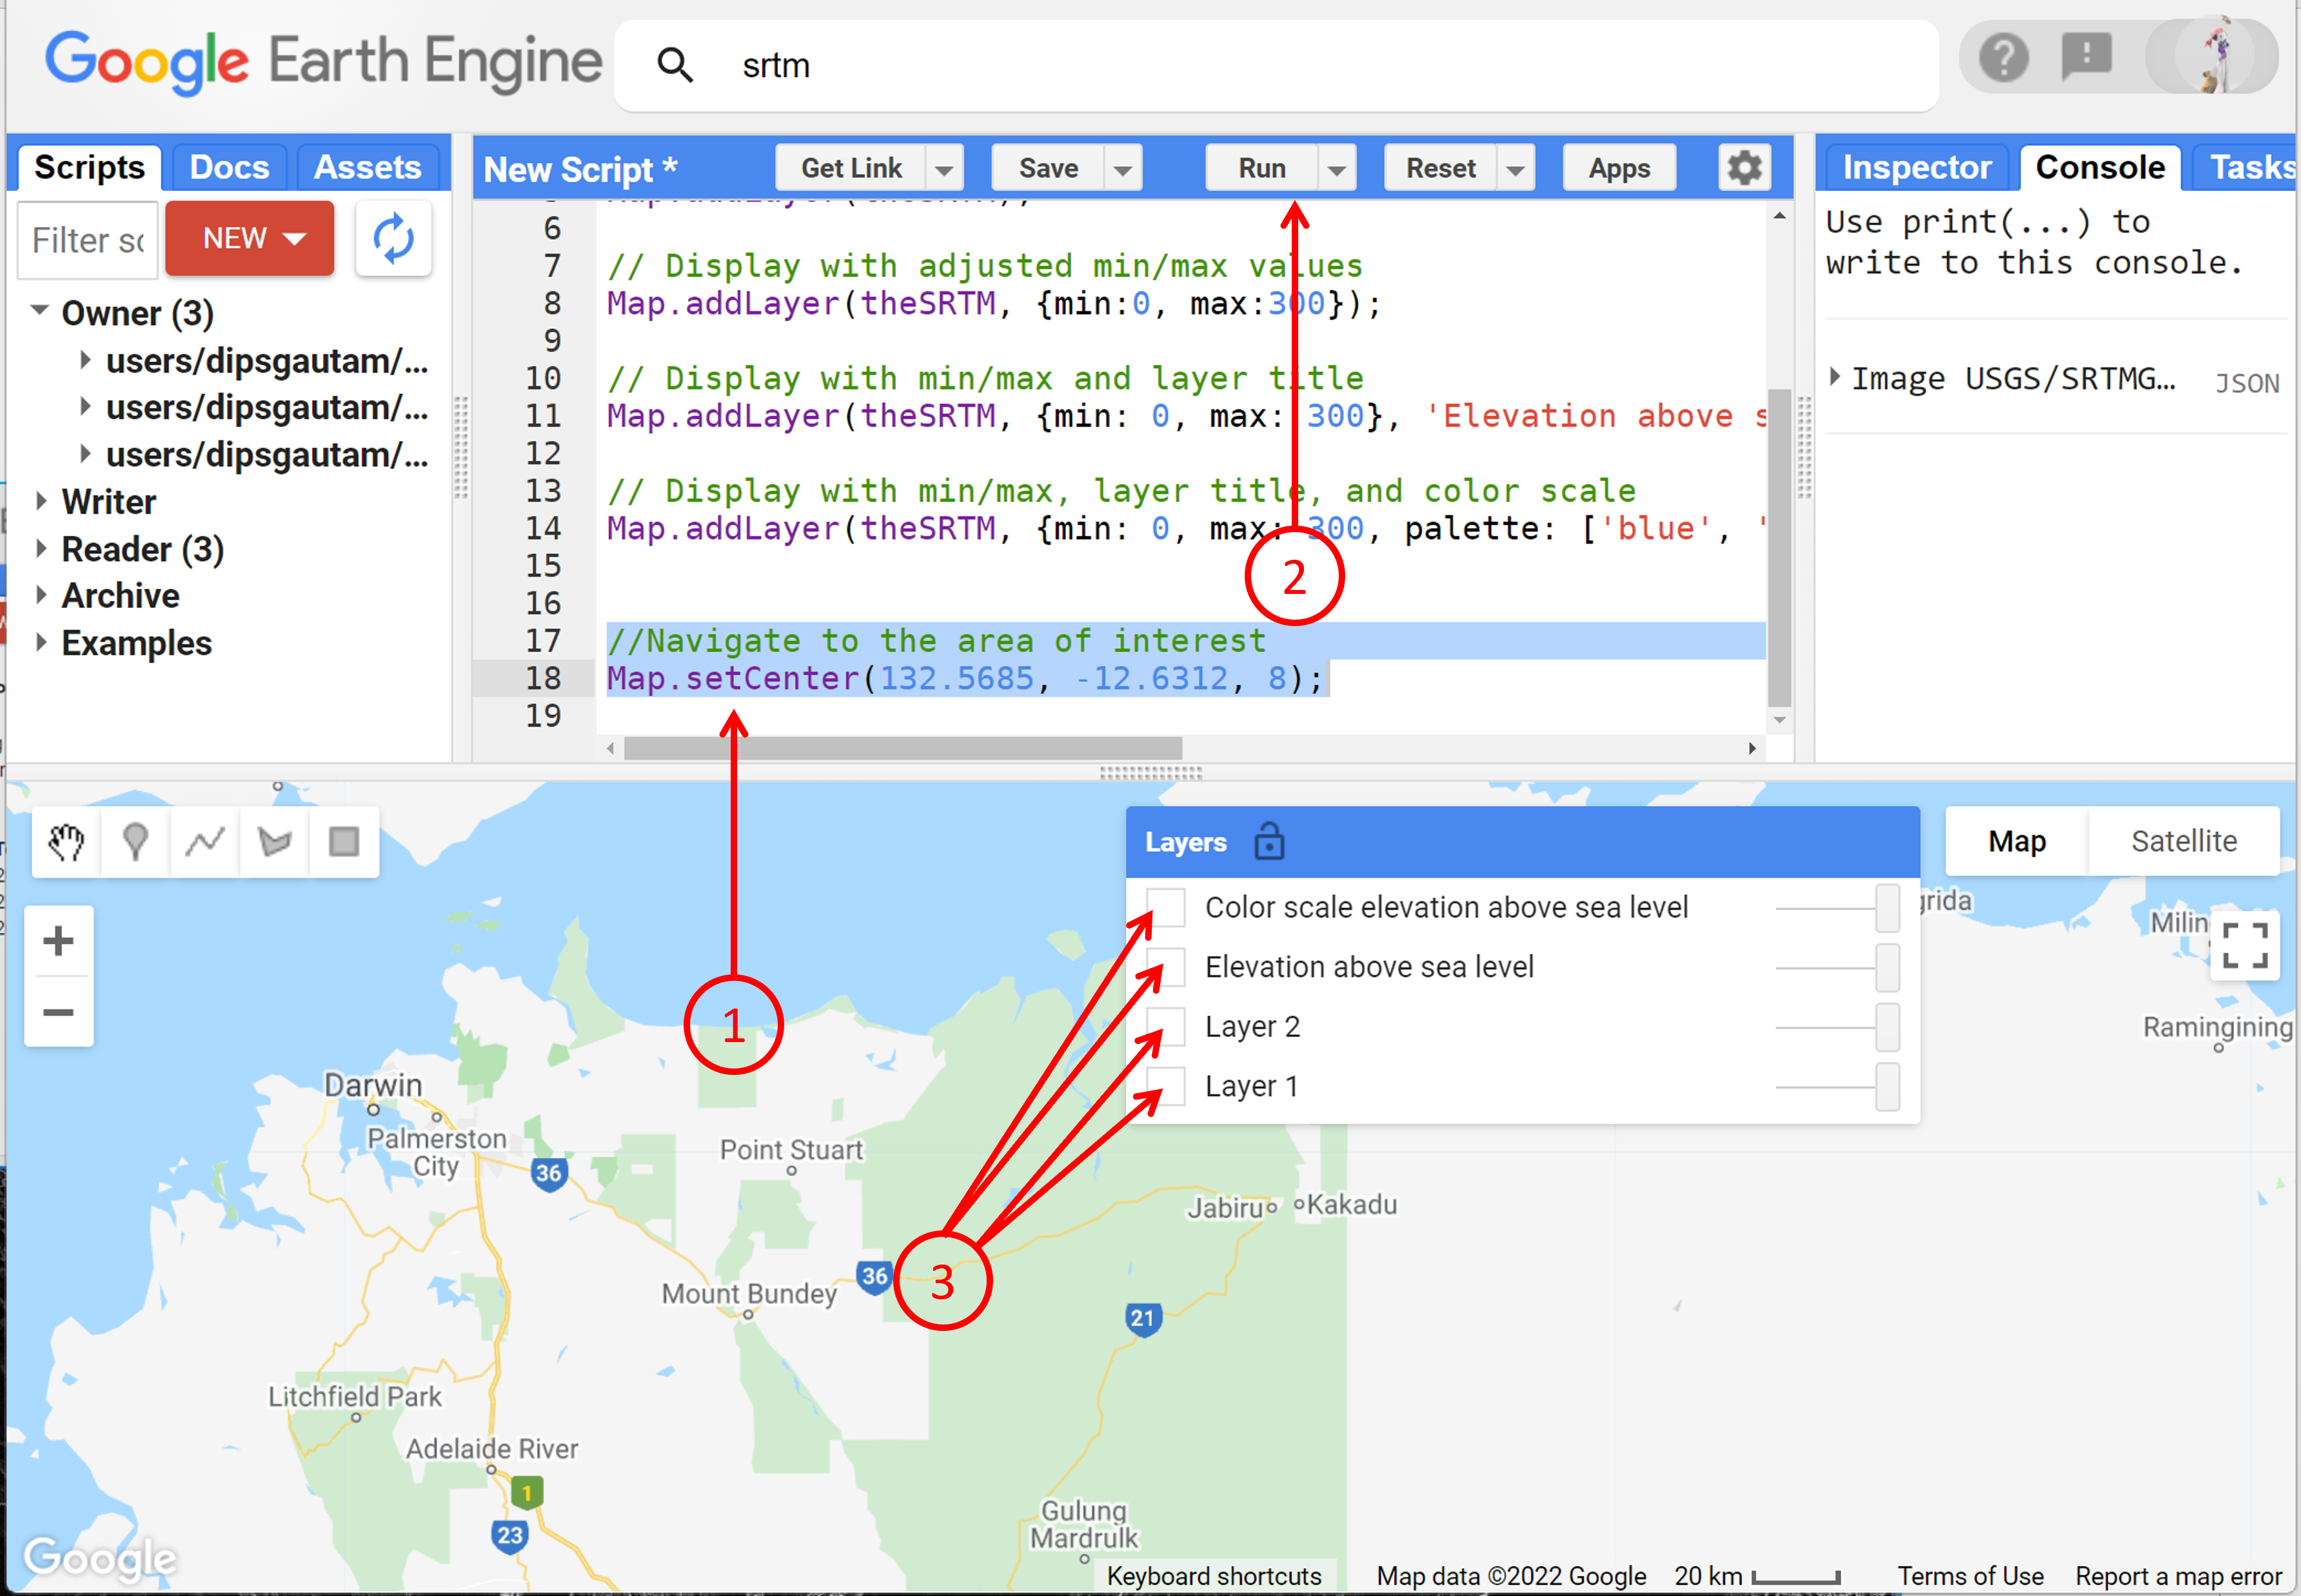 Google Earth Engine
srtm
Scripts Docs Assets
New Script *
Get Link
Save
Run
Reset
Apps
Inspector Console Tasks
Filter sc
NEW
Owner (3)
users/dipsgautam/...
users/dipsgautam/...
users/dipsgautam/...
Writer
Reader (3)
Archive
Examples
6
7 // Display with adjusted min/max values
8 Map.addLayer(theSRTM, {min:0, max:300});
9
10 // Display with min/max and layer title
11 Map.addLayer(theSRTM, {min: 0, max: 300}, 'Elevation above s
12
13 // Display with min/max, layer title, and color scale
14 Map.addLayer(theSRTM, {min: 0, max: 300, palette: ['blue', '
15
16
17 //Navigate to the area of interest
18 Map.setCenter(132.5685, -12.6312, 8);
19
Use print(...) to
write to this console.
Image USGS/SRTMG… JSON
2
1
3
Layers
Color scale elevation above sea level
Elevation above sea level
Layer 2
Layer 1
Map Satellite
grida
Milin
Ramingining
Darwin
Palmerston
City
36
Point Stuart
Jabiru
Kakadu
Mount Bundey
36
21
Litchfield Park
Adelaide River
1
23
Gulung
Mardrulk
Google
Keyboard shortcuts
Map data ©2022 Google
20 km
Terms of Use
Report a map error